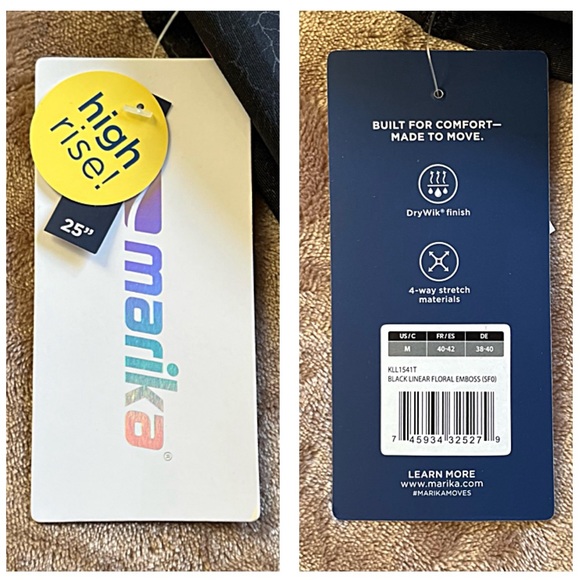 high
rise!
25"
marika®
BUILT FOR COMFORT—
MADE TO MOVE.
DryWik® finish
4-way stretch
materials
US / C FR / ES DE
M 40-42 38-40
KLL1541T
BLACK LINEAR FLORAL EMBOSS (5F0)
7 45934 32527 9
LEARN MORE
www.marika.com
#MARIKAMOVES